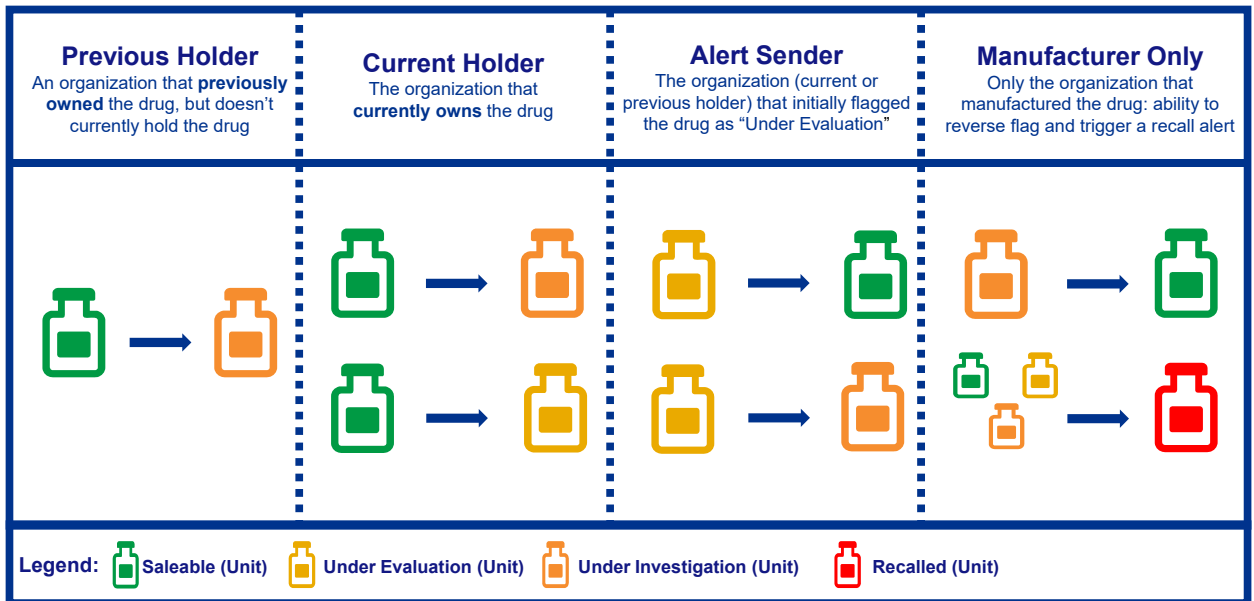 Previous Holder
An organization that previously
owned the drug, but doesn't
currently hold the drug
Current Holder
The organization that
currently owns the drug
Alert Sender
The organization (current or
previous holder) that initially flagged
the drug as “Under Evaluation”
Manufacturer Only
Only the organization that
manufactured the drug: ability to
reverse flag and trigger a recall alert
Legend: Saleable (Unit) Under Evaluation (Unit) Under Investigation (Unit) Recalled (Unit)